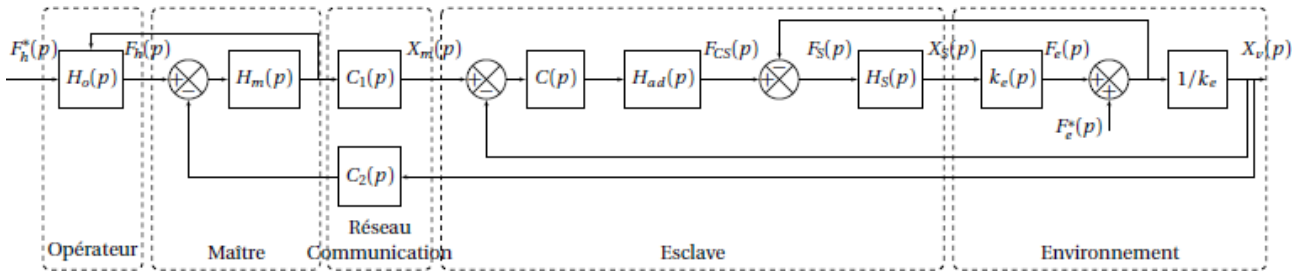 F*h(p) Fh(p) Xm(p) FCS(p) FS(p) XS(p) Fe(p) Xv(p)
Ho(p) + − Hm(p) C1(p) + − C(p) Had(p) + − HS(p) ke(p) + + 1/ke
F*e(p)
C2(p)
Réseau
Opérateur Maître Communication Esclave Environnement